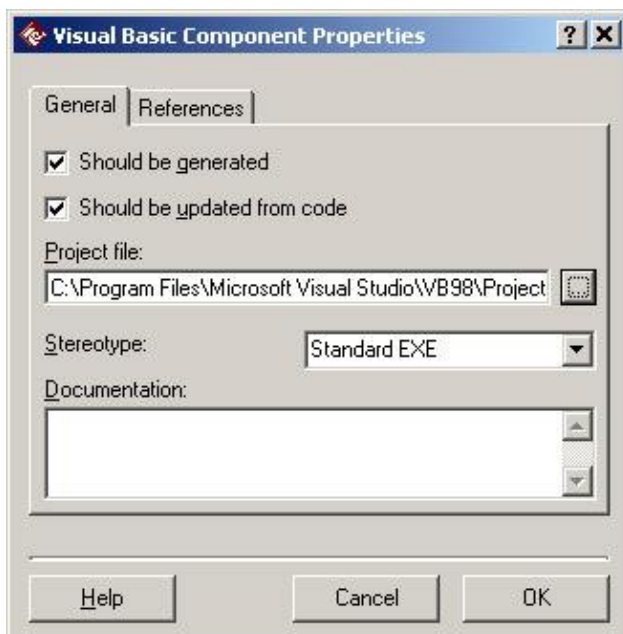 Visual Basic Component Properties
General References
Should be generated
Should be updated from code
Project file:
C:\Program Files\Microsoft Visual Studio\VB98\Project
Stereotype: Standard EXE
Documentation:
Help Cancel OK